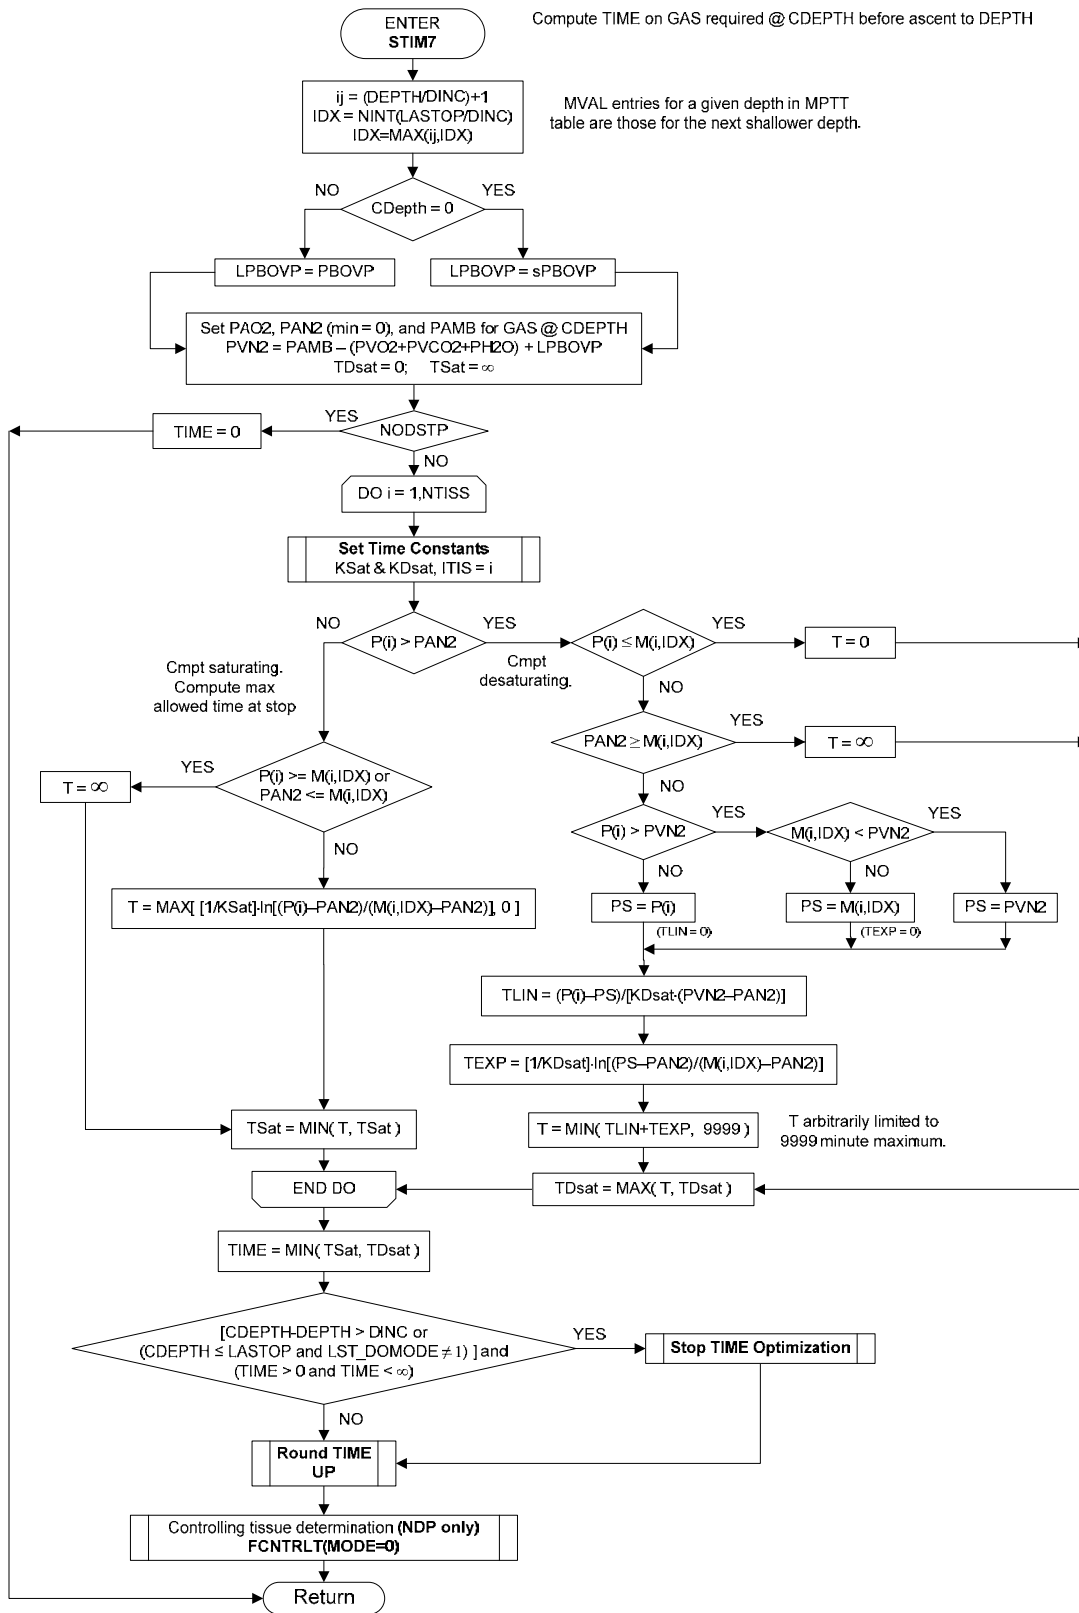 ENTER
STIM7
Compute TIME on GAS required @ CDEPTH before ascent to DEPTH
ij = (DEPTH/DINC)+1
IDX = NINT(LASTOP/DINC)
IDX=MAX(ij,IDX)
MVAL entries for a given depth in MPTT
table are those for the next shallower depth.
NO
YES
CDepth = 0
LPBOVP = PBOVP
LPBOVP = sPBOVP
Set PAO2, PAN2 (min = 0), and PAMB for GAS @ CDEPTH
PVN2 = PAMB – (PVO2+PVCO2+PH2O) + LPBOVP
TDsat = 0; TSat = ∞
YES
TIME = 0
NODSTP
NO
DO i = 1,NTISS
Set Time Constants
KSat & KDsat, ITIS = i
NO
P(i) > PAN2
YES
P(i) ≤ M(i,IDX)
YES
T = 0
Cmpt saturating.
Compute max
allowed time at stop
Cmpt
desaturating.
NO
PAN2 ≥ M(i,IDX)
YES
T = ∞
T = ∞
YES
P(i) >= M(i,IDX) or
PAN2 <= M(i,IDX)
NO
P(i) > PVN2
YES
M(i,IDX) < PVN2
YES
NO
NO
NO
T = MAX[ [1/KSat]·ln[(P(i)–PAN2)/(M(i,IDX)–PAN2)], 0 ]
PS = P(i)
PS = M(i,IDX)
PS = PVN2
(TLIN = 0)
(TEXP = 0)
TLIN = (P(i)–PS)/[KDsat·(PVN2–PAN2)]
TEXP = [1/KDsat]·ln[(PS–PAN2)/(M(i,IDX)–PAN2)]
TSat = MIN( T, TSat )
T = MIN( TLIN+TEXP, 9999 )
T arbitrarily limited to
9999 minute maximum.
END DO
TDsat = MAX( T, TDsat )
TIME = MIN( TSat, TDsat )
[CDEPTH-DEPTH > DINC or
(CDEPTH ≤ LASTOP and LST_DOMODE ≠ 1) ] and
(TIME > 0 and TIME < ∞)
YES
Stop TIME Optimization
NO
Round TIME
UP
Controlling tissue determination (NDP only)
FCNTRLT(MODE=0)
Return